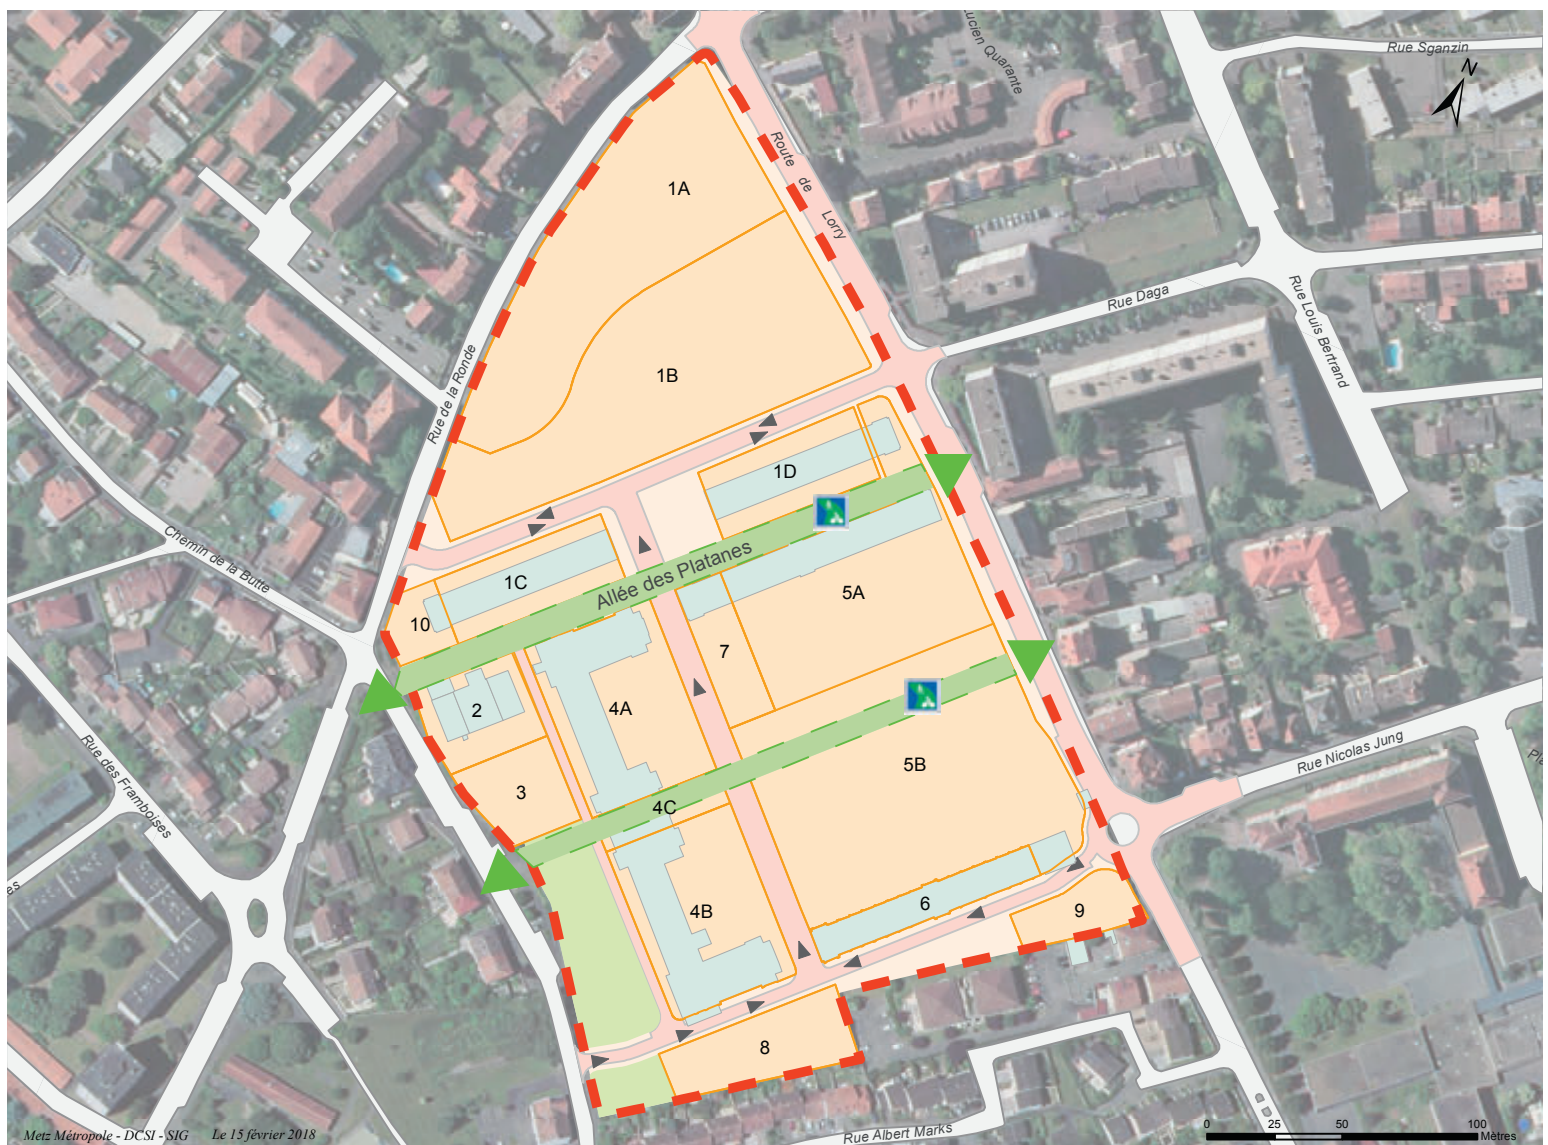 Lucien Quarante
Rue Sganzin
N
Route de Lorry
1A
Rue Daga
Rue Louis Bertrand
1B
Rue de la Ronde
1D
Chemin de la Butte
1C
Allée des Platanes
5A
10
7
2
4A
Rue des Framboises
3
4C
5B
Rue Nicolas Jung
4B
6
9
8
Rue Albert Marks
Metz Métropole - DCSI - SIG Le 15 février 2018
0 25 50 100
Mètres